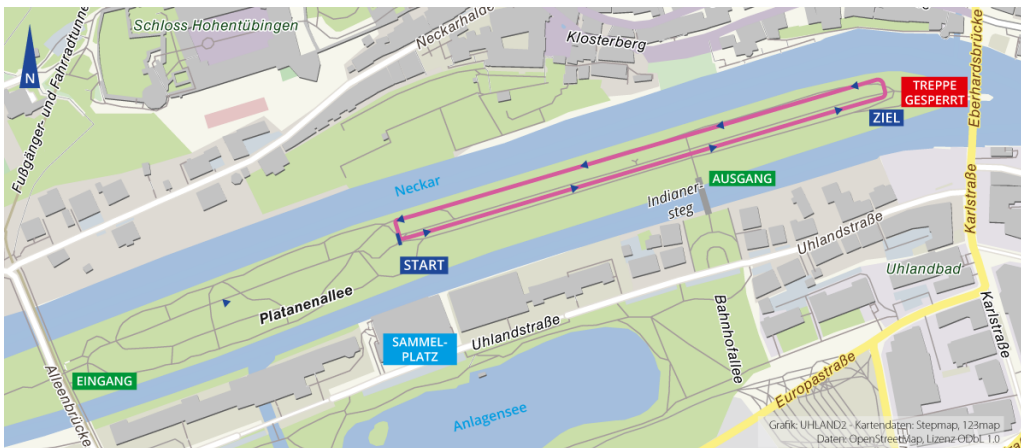 Schloss Hohentübingen
Neckarhalde
Klosterberg
Fußgänger- und Fahrradtunnel
N
TREPPE
GESPERRT
Eberhardsbrücke
ZIEL
Neckar
AUSGANG
Indianer-
steg
Karlstraße
START
Uhlandstraße
Uhlandbad
Platanenallee
Karlstraße
Uhlandstraße
Bahnhofallee
SAMMEL-
PLATZ
EINGANG
Alleenbrücke
Europastraße
Anlagensee
Grafik: UHLAND2 - Kartendaten: Stepmap, 123map
Daten: OpenStreetMap, Lizenz ODbL 1.0